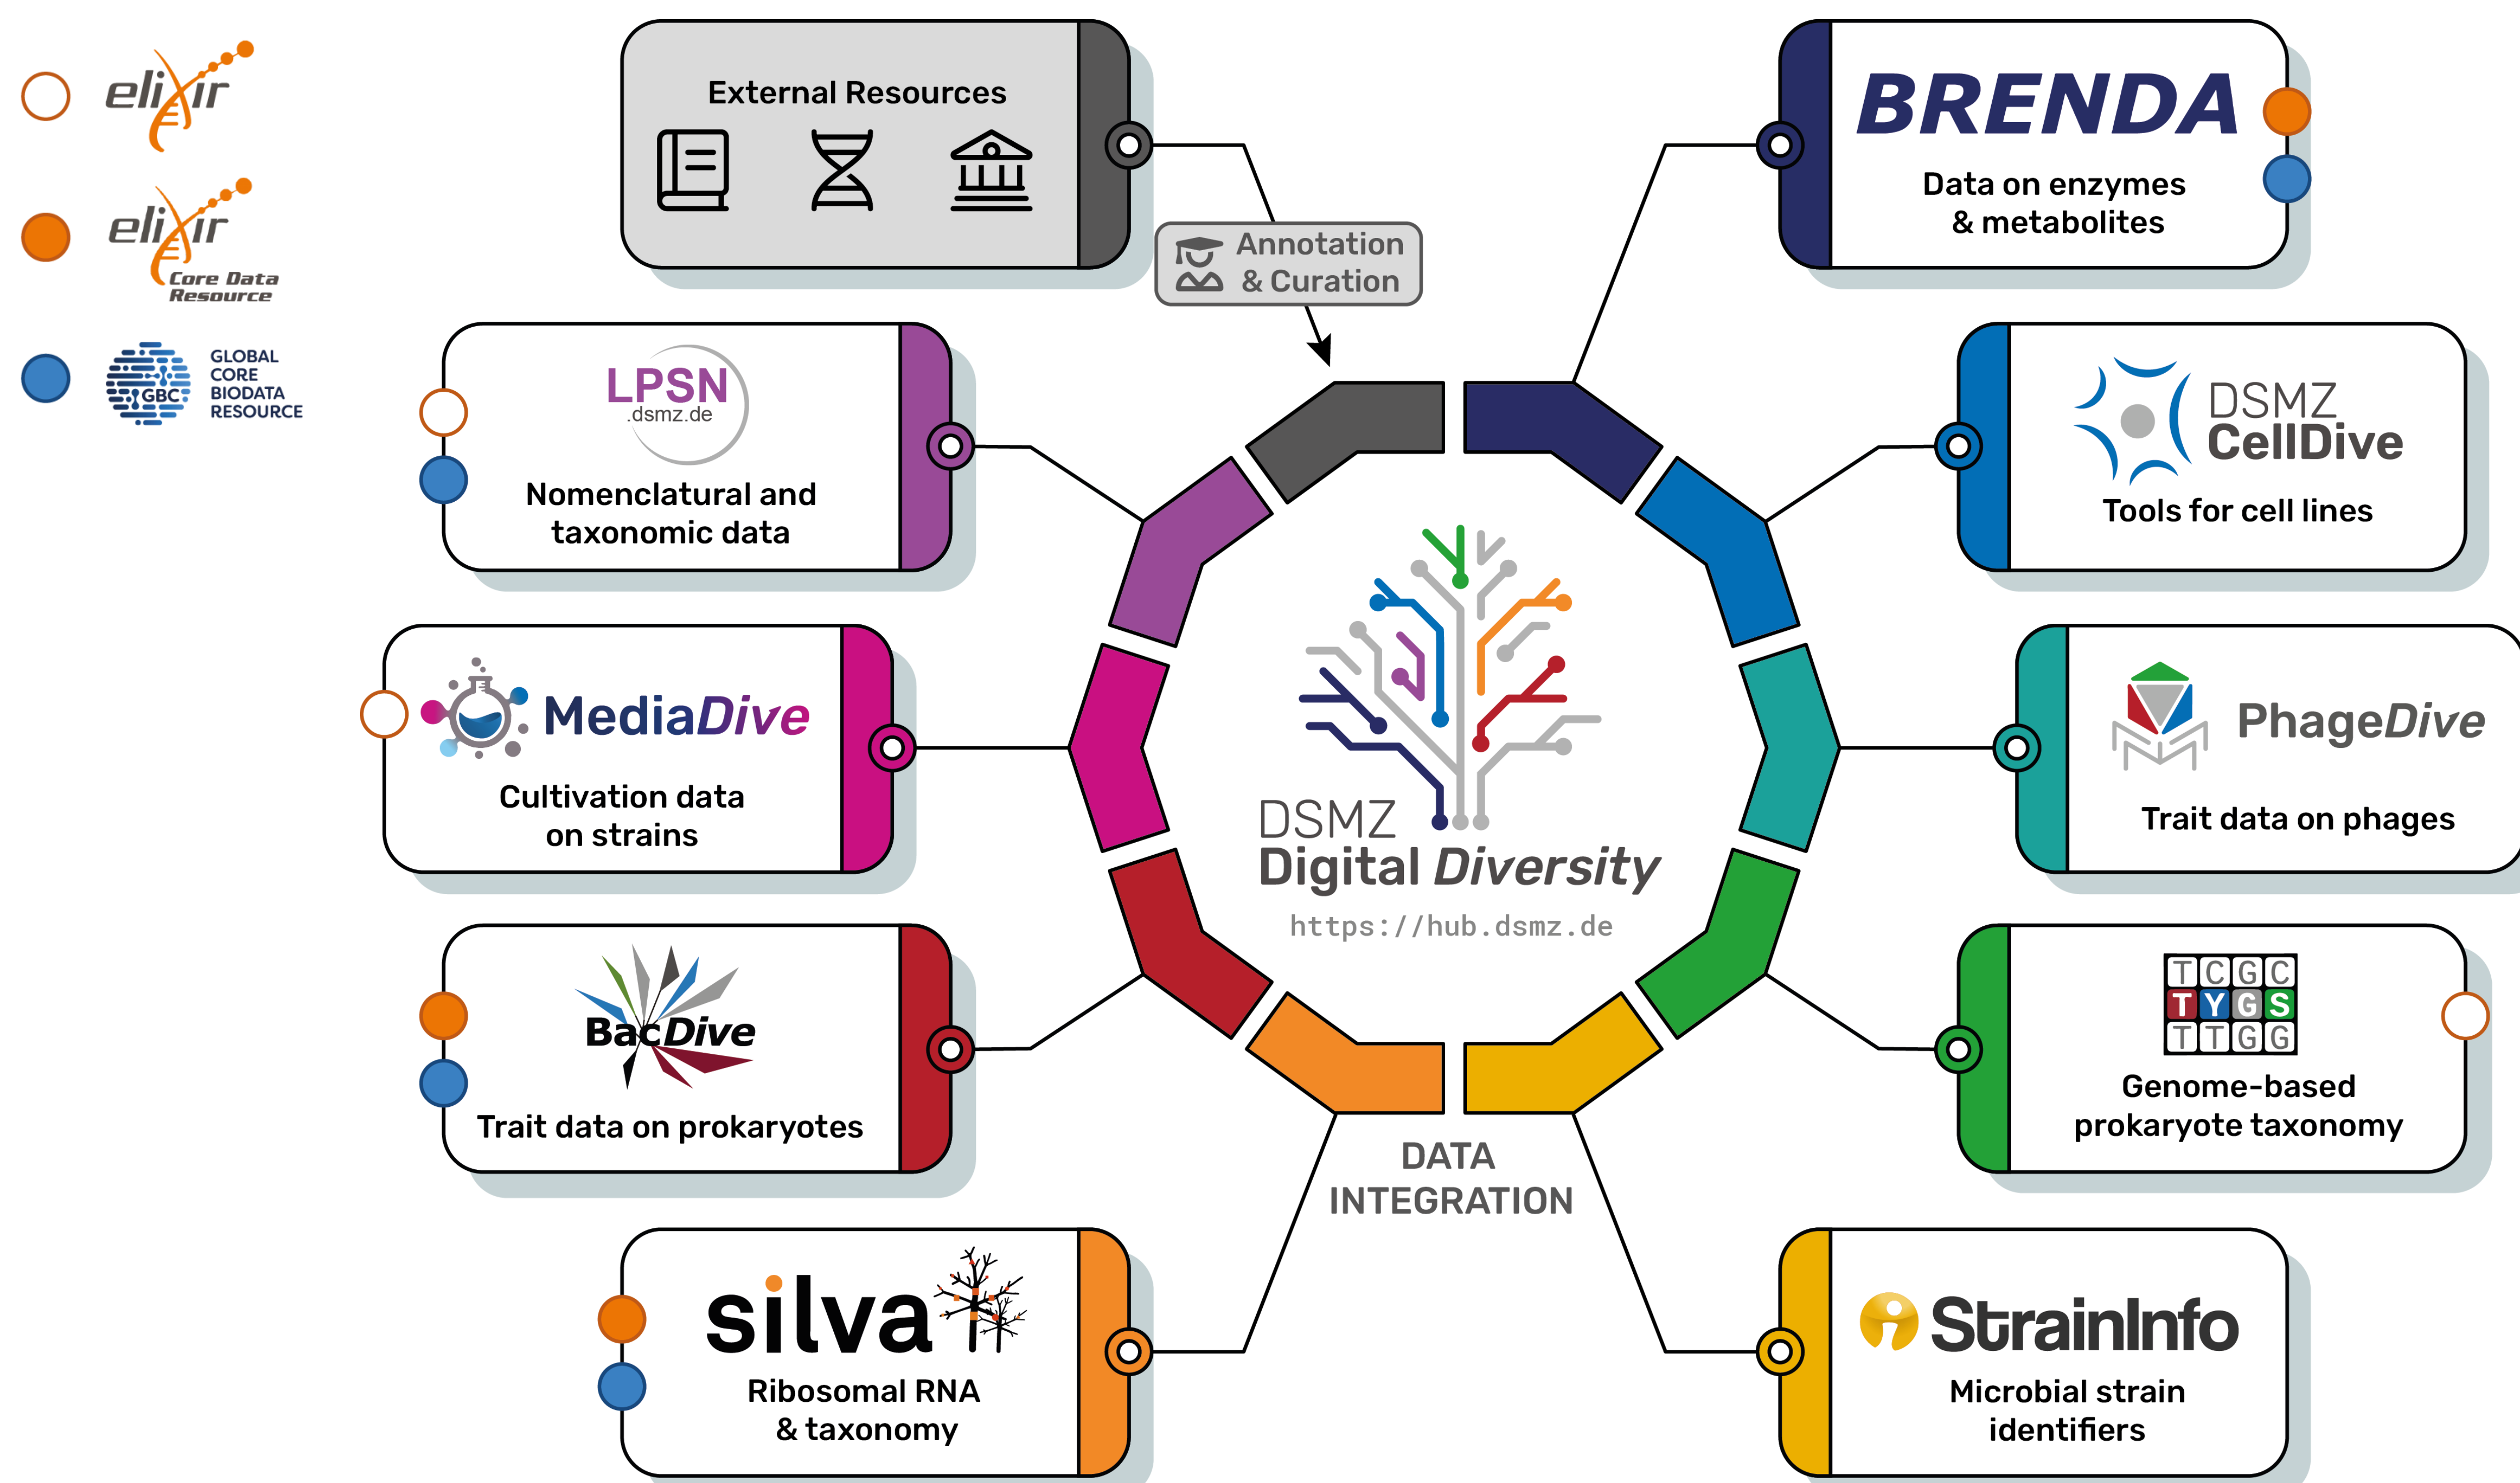 elixir
elixir
Core Data
Resource
GBC
GLOBAL
CORE
BIODATA
RESOURCE
External Resources
Annotation
& Curation
BRENDA
Data on enzymes
& metabolites
LPSN
.dsmz.de
Nomenclatural and
taxonomic data
DSMZ
CellDive
Tools for cell lines
MediaDive
Cultivation data
on strains
PhageDive
Trait data on phages
DSMZ
Digital Diversity
https://hub.dsmz.de
BacDive
Trait data on prokaryotes
TCGC
TYGS
TTGG
Genome-based
prokaryote taxonomy
DATA
INTEGRATION
silva
Ribosomal RNA
& taxonomy
StrainInfo
Microbial strain
identifiers